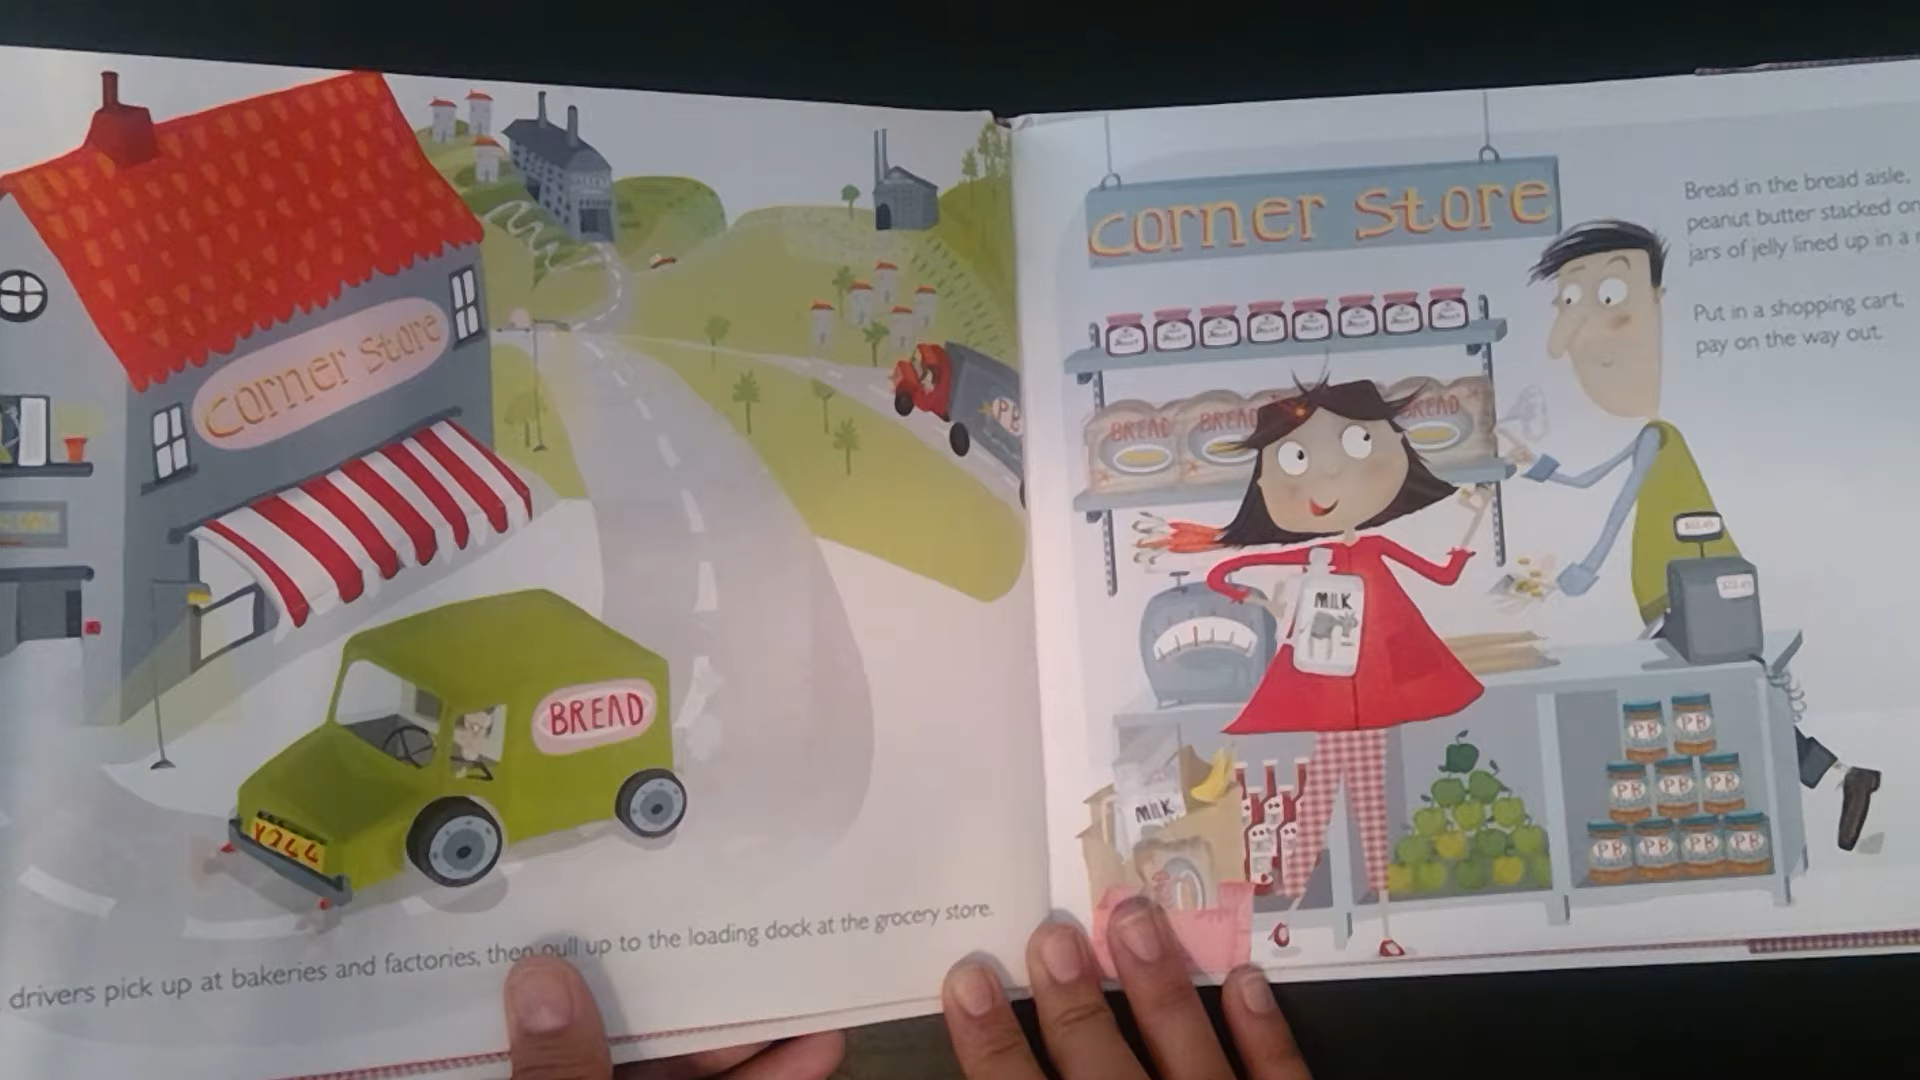 corner store
PB
BREAD
Y244
drivers pick up at bakeries and factories, then pull up to the loading dock at the grocery store.
corner store
Bread in the bread aisle,
peanut butter stacked on
jars of jelly lined up in a
Put in a shopping cart,
pay on the way out.
BREAD
BREAD
BREAD
MILK
MILK
PB PB
PB PB PB
PB PB PB PB